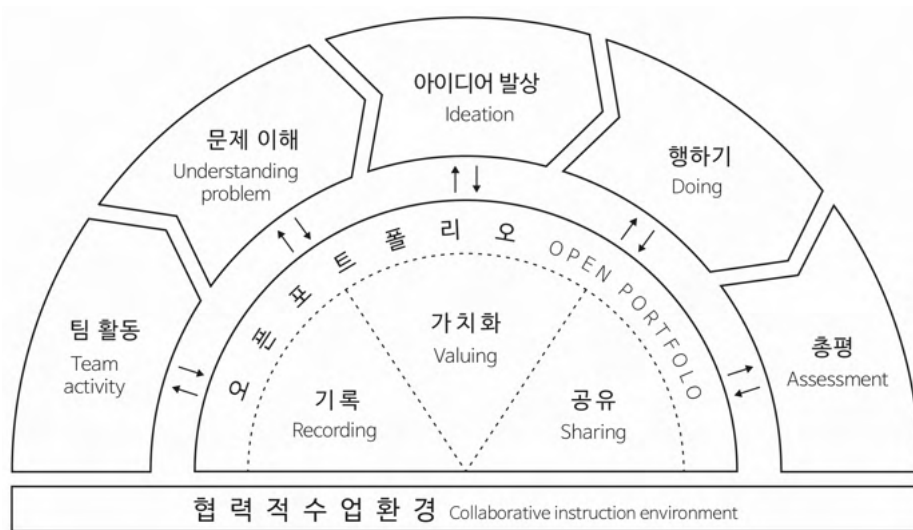 팀 활동
Team
activity
문제 이해
Understanding
problem
아이디어 발상
Ideation
행하기
Doing
총평
Assessment
오픈포트폴리오 OPEN PORTFOLO
기록
Recording
가치화
Valuing
공유
Sharing
협력적수업환경 Collaborative instruction environment